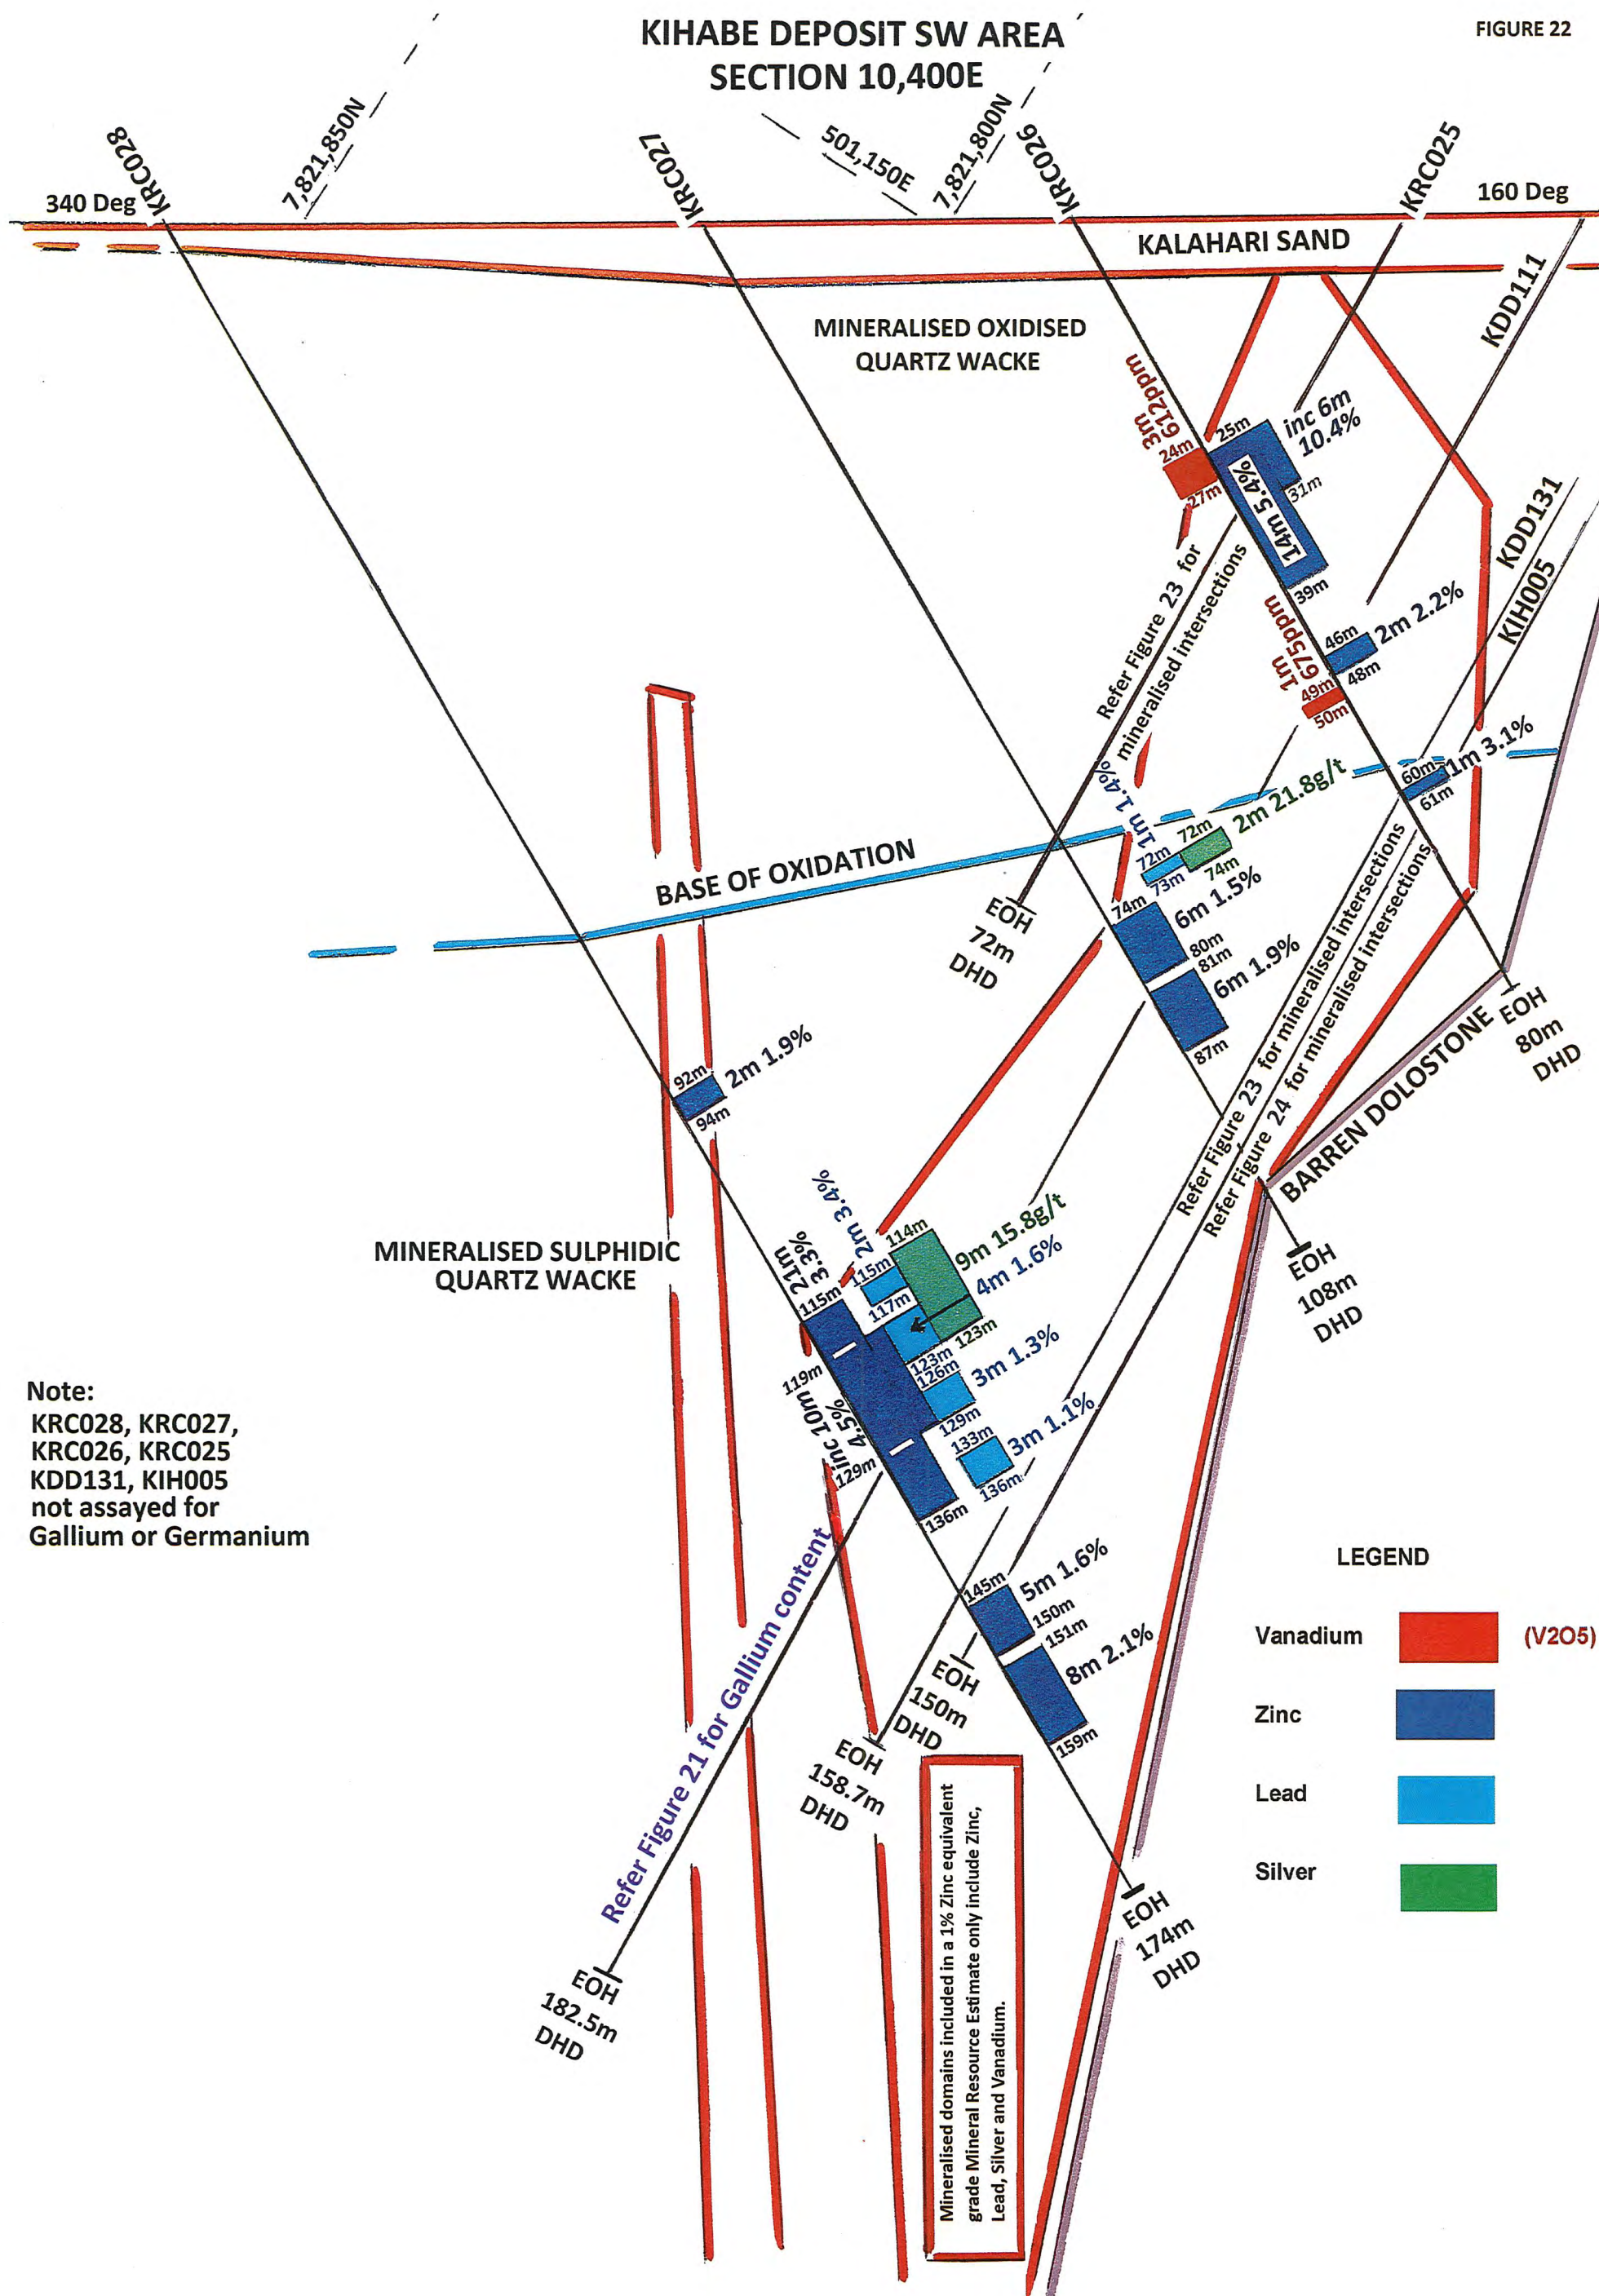 KIHABE DEPOSIT SW AREA
SECTION 10,400E
FIGURE 22
340 Deg
KRC028
7,821,850N
KRC027
501,150E
7,821,800N
KRC026
KRC025
160 Deg
KALAHARI SAND
KDD111
MINERALISED OXIDISED
QUARTZ WACKE
3m
612ppm
24m
27m
25m
inc 6m
10.4%
31m
14m 5.4%
39m
KDD131
KIH005
Refer Figure 23 for
mineralised intersections
1m
675ppm
46m
2m 2.2%
48m
49m
50m
60m
1m 3.1%
61m
BASE OF OXIDATION
1m 1.4%
72m
73m
72m
2m 21.8g/t
74m
74m
6m 1.5%
80m
81m
6m 1.9%
87m
EOH
72m
DHD
Refer Figure 23 for mineralised intersections
Refer Figure 24 for mineralised intersections
BARREN DOLOSTONE
EOH
80m
DHD
92m
2m 1.9%
94m
MINERALISED SULPHIDIC
QUARTZ WACKE
21m
3.3%
115m
2m 3.4%
115m
117m
114m
9m 15.8g/t
4m 1.6%
123m
123m
126m
3m 1.3%
129m
119m
inc 10m
4.5%
129m
133m
3m 1.1%
136m
136m
EOH
108m
DHD
Note:
KRC028, KRC027,
KRC026, KRC025
KDD131, KIH005
not assayed for
Gallium or Germanium
145m
5m 1.6%
150m
151m
8m 2.1%
159m
Refer Figure 21 for Gallium content
EOH
150m
DHD
EOH
158.7m
DHD
EOH
174m
DHD
EOH
182.5m
DHD
Mineralised domains included in a 1% Zinc equivalent
grade Mineral Resource Estimate only include Zinc,
Lead, Silver and Vanadium.
LEGEND
Vanadium
(V2O5)
Zinc
Lead
Silver